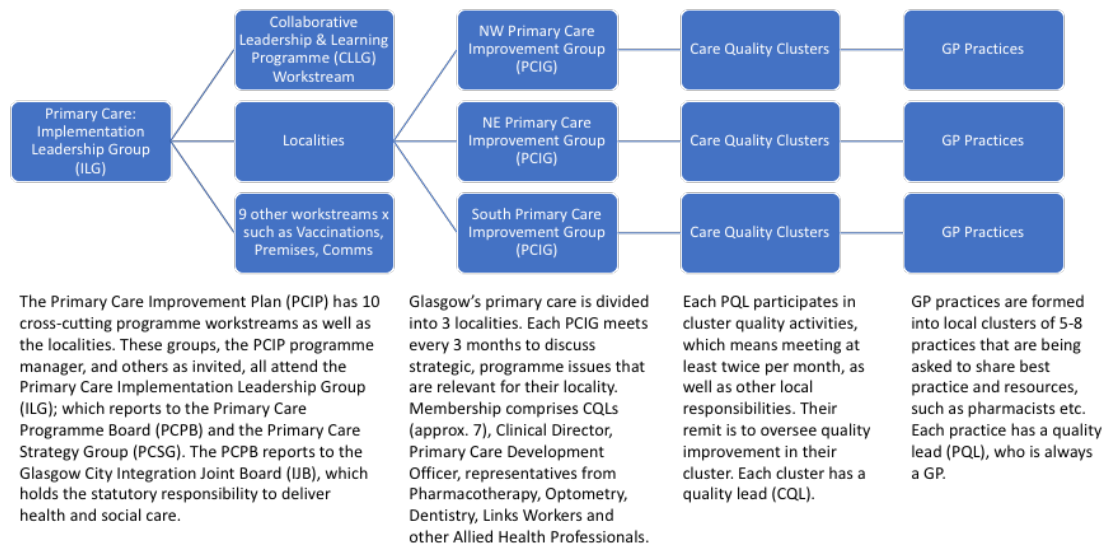 Collaborative
Leadership & Learning
Programme (CLLG)
Workstream
NW Primary Care
Improvement Group
(PCIG)
Care Quality Clusters
GP Practices
Primary Care:
Implementation
Leadership Group
(ILG)
Localities
NE Primary Care
Improvement Group
(PCIG)
Care Quality Clusters
GP Practices
9 other workstreams x
such as Vaccinations,
Premises, Comms
South Primary Care
Improvement Group
(PCIG)
Care Quality Clusters
GP Practices
The Primary Care Improvement Plan (PCIP) has 10
cross-cutting programme workstreams as well as
the localities. These groups, the PCIP programme
manager, and others as invited, all attend the
Primary Care Implementation Leadership Group
(ILG); which reports to the Primary Care
Programme Board (PCPB) and the Primary Care
Strategy Group (PCSG). The PCPB reports to the
Glasgow City Integration Joint Board (IJB), which
holds the statutory responsibility to deliver
health and social care.
Glasgow's primary care is divided
into 3 localities. Each PCIG meets
every 3 months to discuss
strategic, programme issues that
are relevant for their locality.
Membership comprises CQLs
(approx. 7), Clinical Director,
Primary Care Development
Officer, representatives from
Pharmacotherapy, Optometry,
Dentistry, Links Workers and
other Allied Health Professionals.
Each PQL participates in
cluster quality activities,
which means meeting at
least twice per month, as
well as other local
responsibilities. Their
remit is to oversee quality
improvement in their
cluster. Each cluster has a
quality lead (CQL).
GP practices are formed
into local clusters of 5-8
practices that are being
asked to share best
practice and resources,
such as pharmacists etc.
Each practice has a quality
lead (PQL), who is always
a GP.